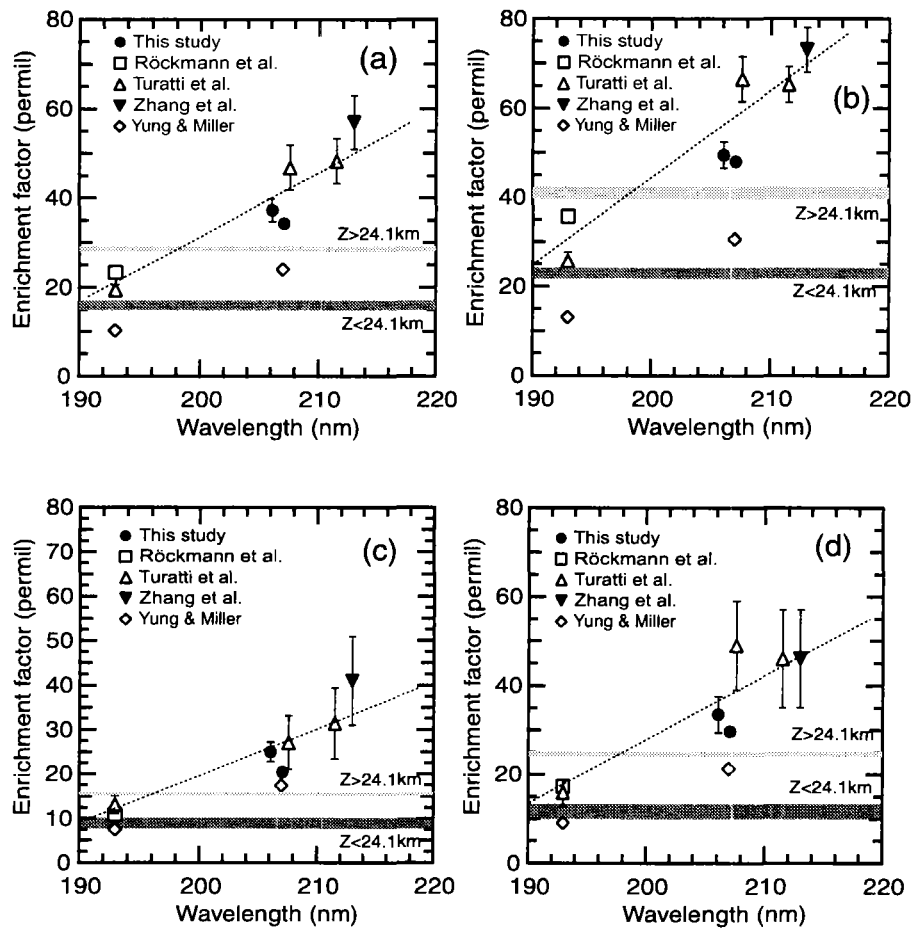 80
60
40
20
0
Enrichment factor (permil)
This study
Röckmann et al.
Turatti et al.
Zhang et al.
Yung & Miller
(a)
Z>24.1km
Z<24.1km
190 200 210 220
Wavelength (nm)
80
60
40
20
0
Enrichment factor (permil)
This study
Röckmann et al.
Turatti et al.
Zhang et al.
Yung & Miller
(b)
Z>24.1km
Z<24.1km
190 200 210 220
Wavelength (nm)
80
70
60
50
40
30
20
10
0
Enrichment factor (permil)
This study
Röckmann et al.
Turatti et al.
Zhang et al.
Yung & Miller
(c)
Z>24.1km
Z<24.1km
190 200 210 220
Wavelength (nm)
80
70
60
50
40
30
20
10
0
Enrichment factor (permil)
This study
Röckmann et al.
Turatti et al.
Zhang et al.
Yung & Miller
(d)
Z>24.1km
Z<24.1km
190 200 210 220
Wavelength (nm)